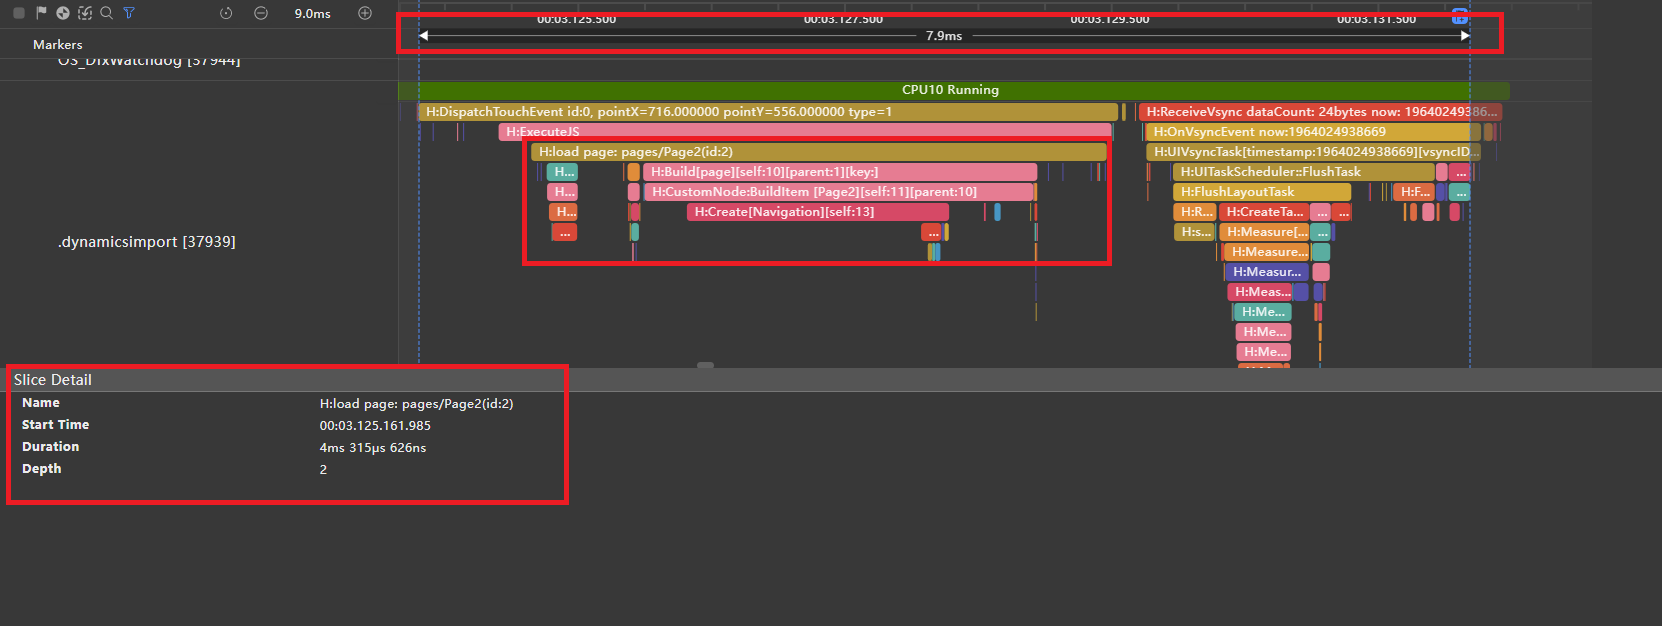 9.0ms
00:03.125.500 00:03.127.500 00:03.129.500 00:03.131.500
Markers
7.9ms
OS_DfxWatchdog [37944]
CPU10 Running
H:DispatchTouchEvent id:0, pointX=716.000000 pointY=556.000000 type=1
H:ReceiveVsync dataCount: 24bytes now: 19640249386...
H:ExecuteJS
H:OnVsyncEvent now:1964024938669
H:load page: pages/Page2(id:2)
H:UIVsyncTask[timestamp:1964024938669][vsyncID...
H... H:Build[page][self:10][parent:1][key:]
H:UITaskScheduler::FlushTask ...
H... H:CustomNode:BuildItem [Page2][self:11][parent:10]
H:FlushLayoutTask H:F... ...
H... H:Create[Navigation][self:13]
H:R... H:CreateTa... ... ...
.dynamicsimport [37939]
... ...
H:s... H:Measure[... ...
H:Measure...
H:Measur...
H:Meas...
H:Me...
H:Me...
H:Me...
Slice Detail
Name H:load page: pages/Page2(id:2)
Start Time 00:03.125.161.985
Duration 4ms 315μs 626ns
Depth 2